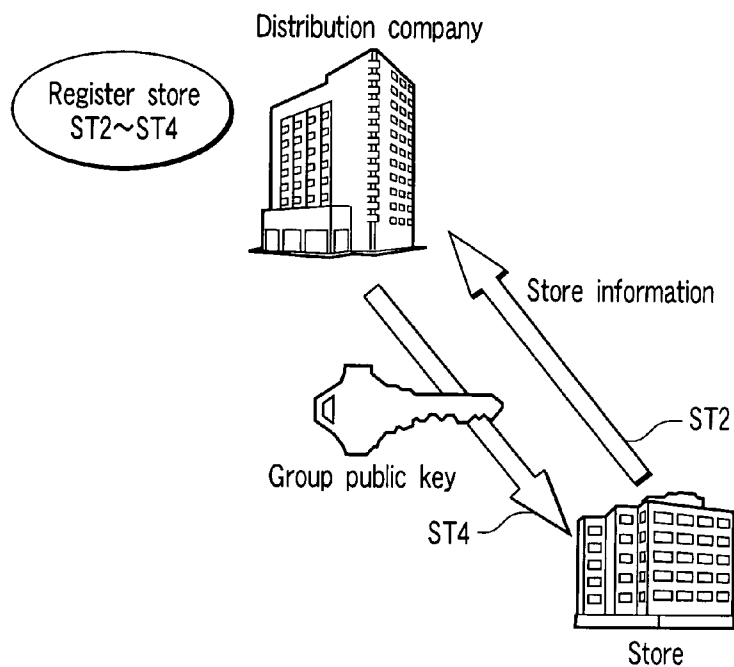 Distribution company
Register store
ST2~ST4
Store information
ST2
Group public key
ST4
Store